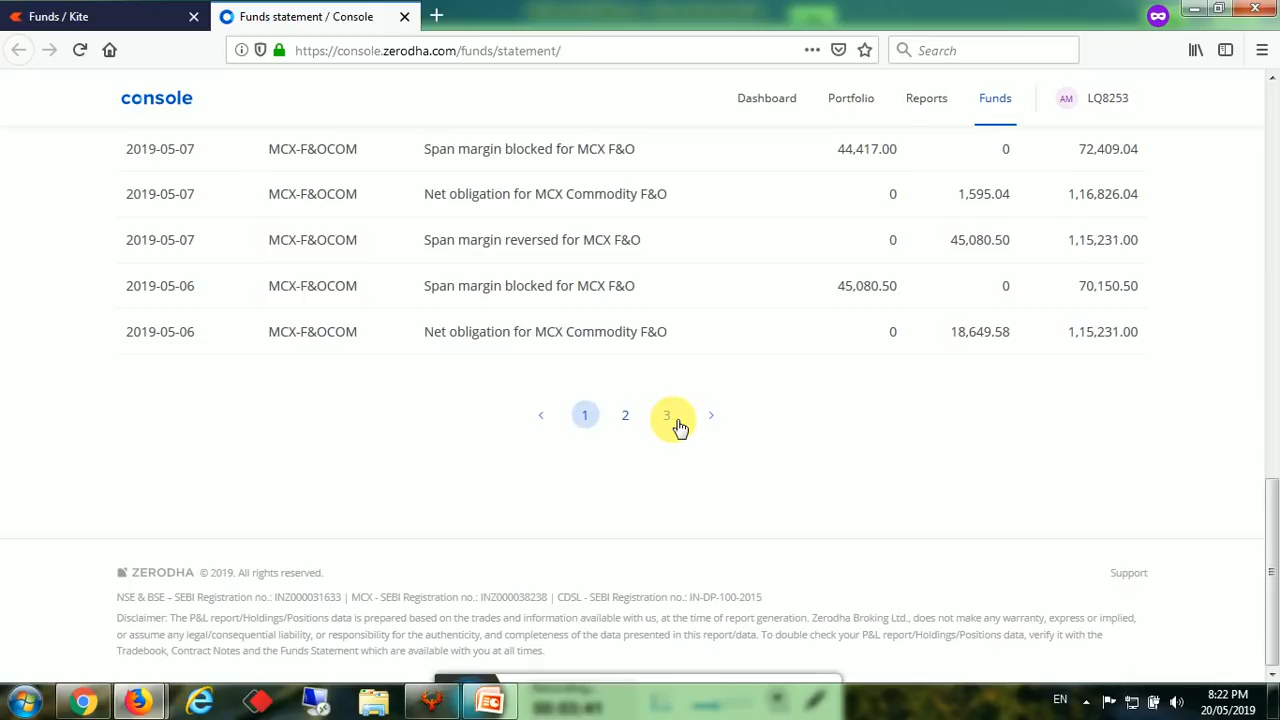 Funds / Kite
Funds statement / Console
https://console.zerodha.com/funds/statement/
Search
console
Dashboard Portfolio Reports Funds AM LQ8253
2019-05-07 MCX-F&OCOM Span margin blocked for MCX F&O 44,417.00 0 72,409.04
2019-05-07 MCX-F&OCOM Net obligation for MCX Commodity F&O 0 1,595.04 1,16,826.04
2019-05-07 MCX-F&OCOM Span margin reversed for MCX F&O 0 45,080.50 1,15,231.00
2019-05-06 MCX-F&OCOM Span margin blocked for MCX F&O 45,080.50 0 70,150.50
2019-05-06 MCX-F&OCOM Net obligation for MCX Commodity F&O 0 18,649.58 1,15,231.00
< 1 2 3 >
ZERODHA © 2019. All rights reserved. Support
NSE & BSE – SEBI Registration no.: INZ000031633 | MCX - SEBI Registration no.: INZ000038238 | CDSL - SEBI Registration no.: IN-DP-100-2015
Disclaimer: The P&L report/Holdings/Positions data is prepared based on the trades and information available with us, at the time of report generation. Zerodha Broking Ltd., does not make any warranty, express or implied,
or assume any legal/consequential liability, or responsibility for the authenticity, and completeness of the data presented in this report/data. To double check your P&L report/Holdings/Positions data, verify it with the
Tradebook, Contract Notes and the Funds Statement which are available with you at all times.
00:03:41
EN
8:22 PM
20/05/2019